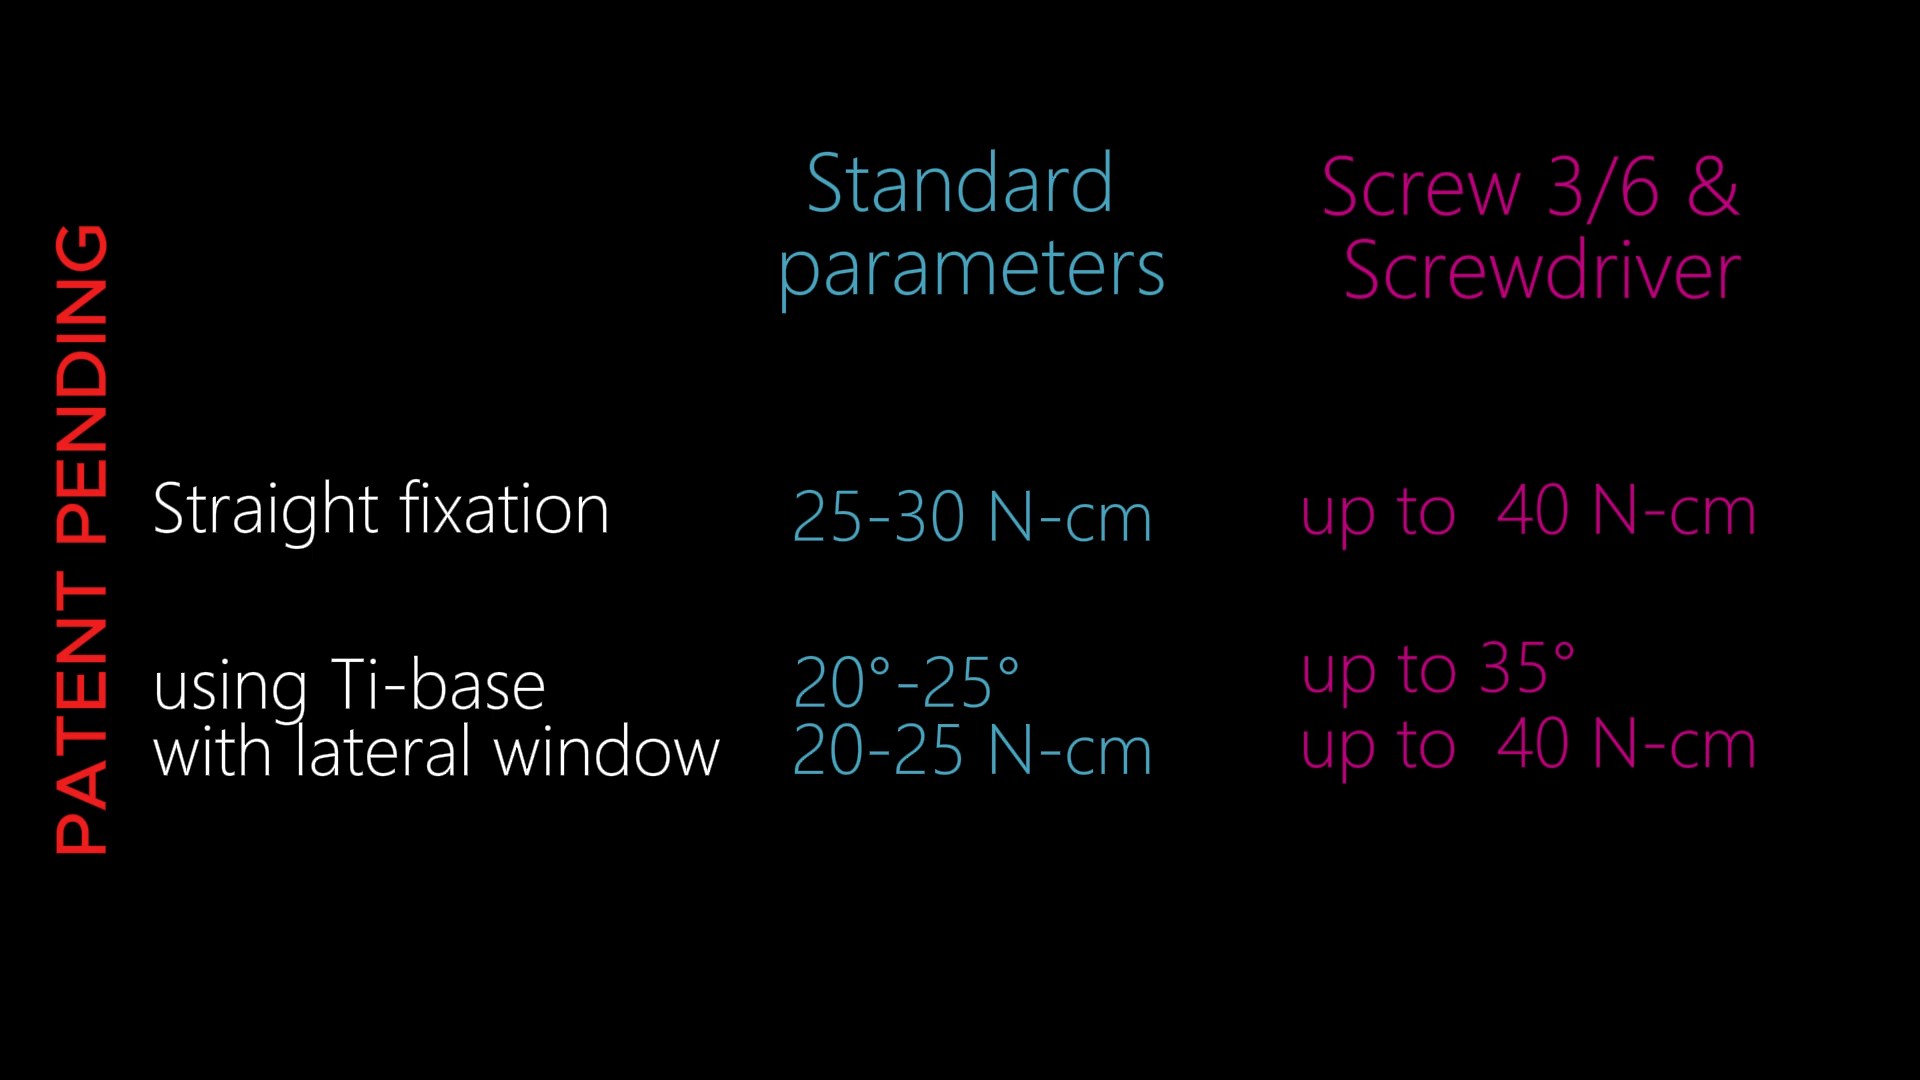 PATENT PENDING
Standard
parameters
Screw 3/6 &
Screwdriver
Straight fixation
25-30 N-cm
up to 40 N-cm
using Ti-base
with lateral window
20°-25°
20-25 N-cm
up to 35°
up to 40 N-cm